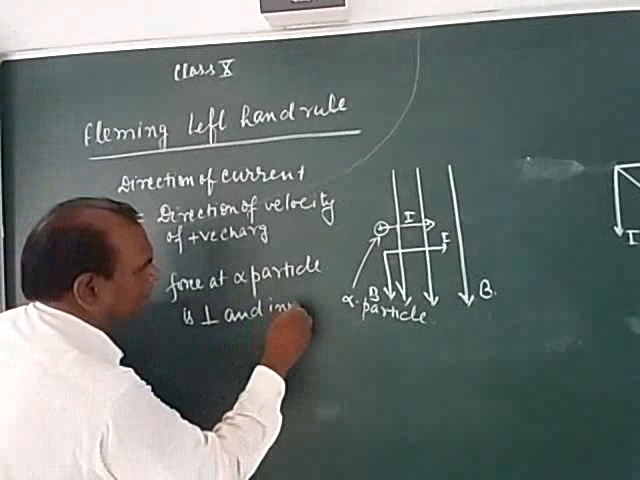 Class X
Fleming left hand rule
Direction of current
= Direction of velocity
of +ve charg
force at α particle
is ⊥ and in
+ I
I
B
B.
α. particle
I